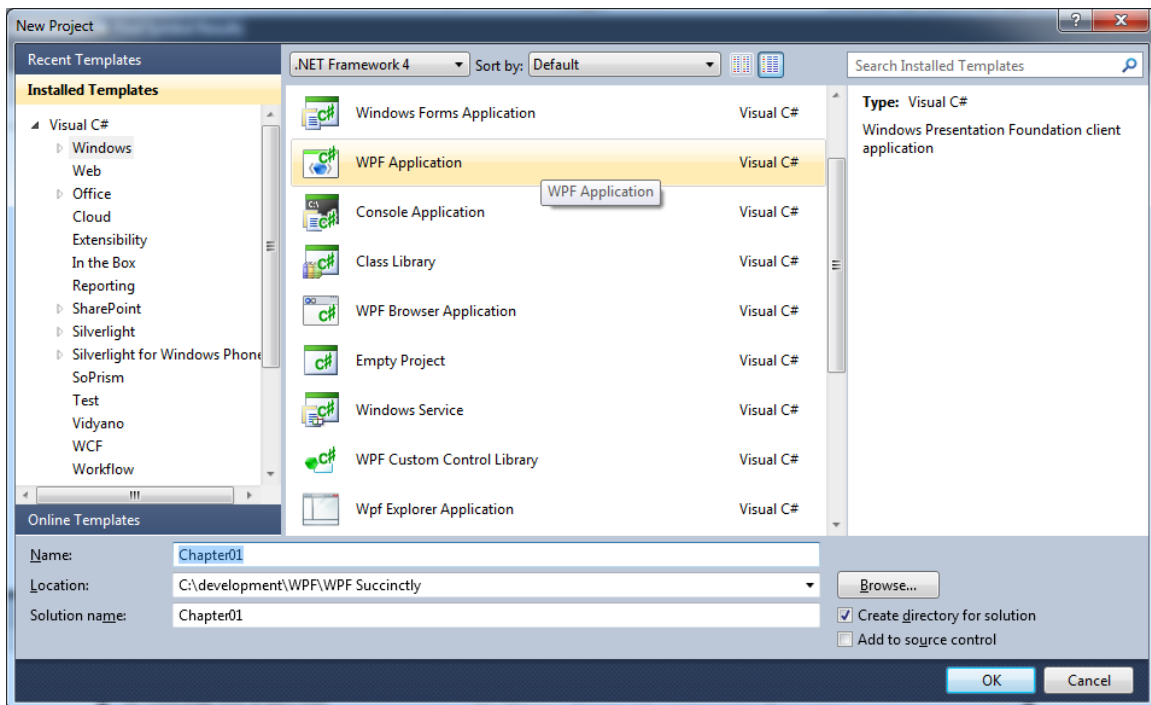 New Project
Recent Templates
Installed Templates
Visual C#
Windows
Web
Office
Cloud
Extensibility
In the Box
Reporting
SharePoint
Silverlight
Silverlight for Windows Phone
SoPrism
Test
Vidyano
WCF
Workflow
Online Templates
.NET Framework 4 Sort by: Default
Windows Forms Application Visual C#
WPF Application Visual C#
WPF Application
Console Application Visual C#
Class Library Visual C#
WPF Browser Application Visual C#
Empty Project Visual C#
Windows Service Visual C#
WPF Custom Control Library Visual C#
Wpf Explorer Application Visual C#
Search Installed Templates
Type: Visual C#
Windows Presentation Foundation client
application
Name: Chapter01
Location: C:\development\WPF\WPF Succinctly Browse...
Solution name: Chapter01
Create directory for solution
Add to source control
OK Cancel